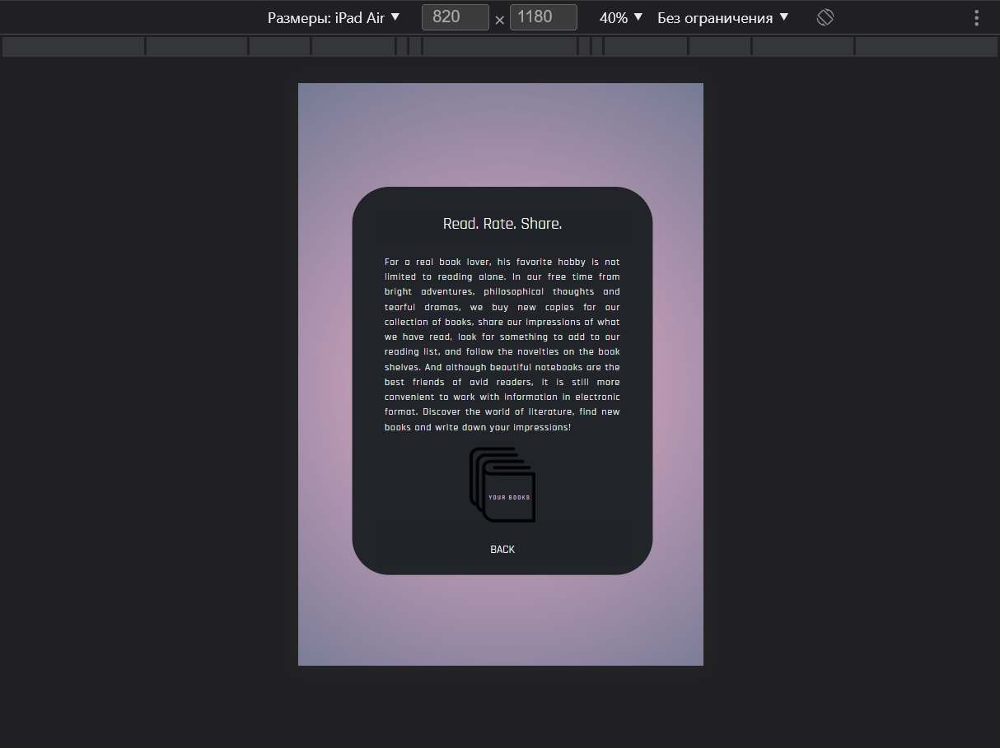 Размеры: iPad Air ▼ 820 × 1180 40% ▼ Без ограничения ▼
Read. Rate. Share.
For a real book lover, his favorite hobby is not
limited to reading alone. In our free time from
bright adventures, philosophical thoughts and
tearful dramas, we buy new copies for our
collection of books, share our impressions of what
we have read, look for something to add to our
reading list, and follow the novelties on the book
shelves. And although beautiful notebooks are the
best friends of avid readers, it is still more
convenient to work with information in electronic
format. Discover the world of literature, find new
books and write down your impressions!
YOUR BOOKS
BACK